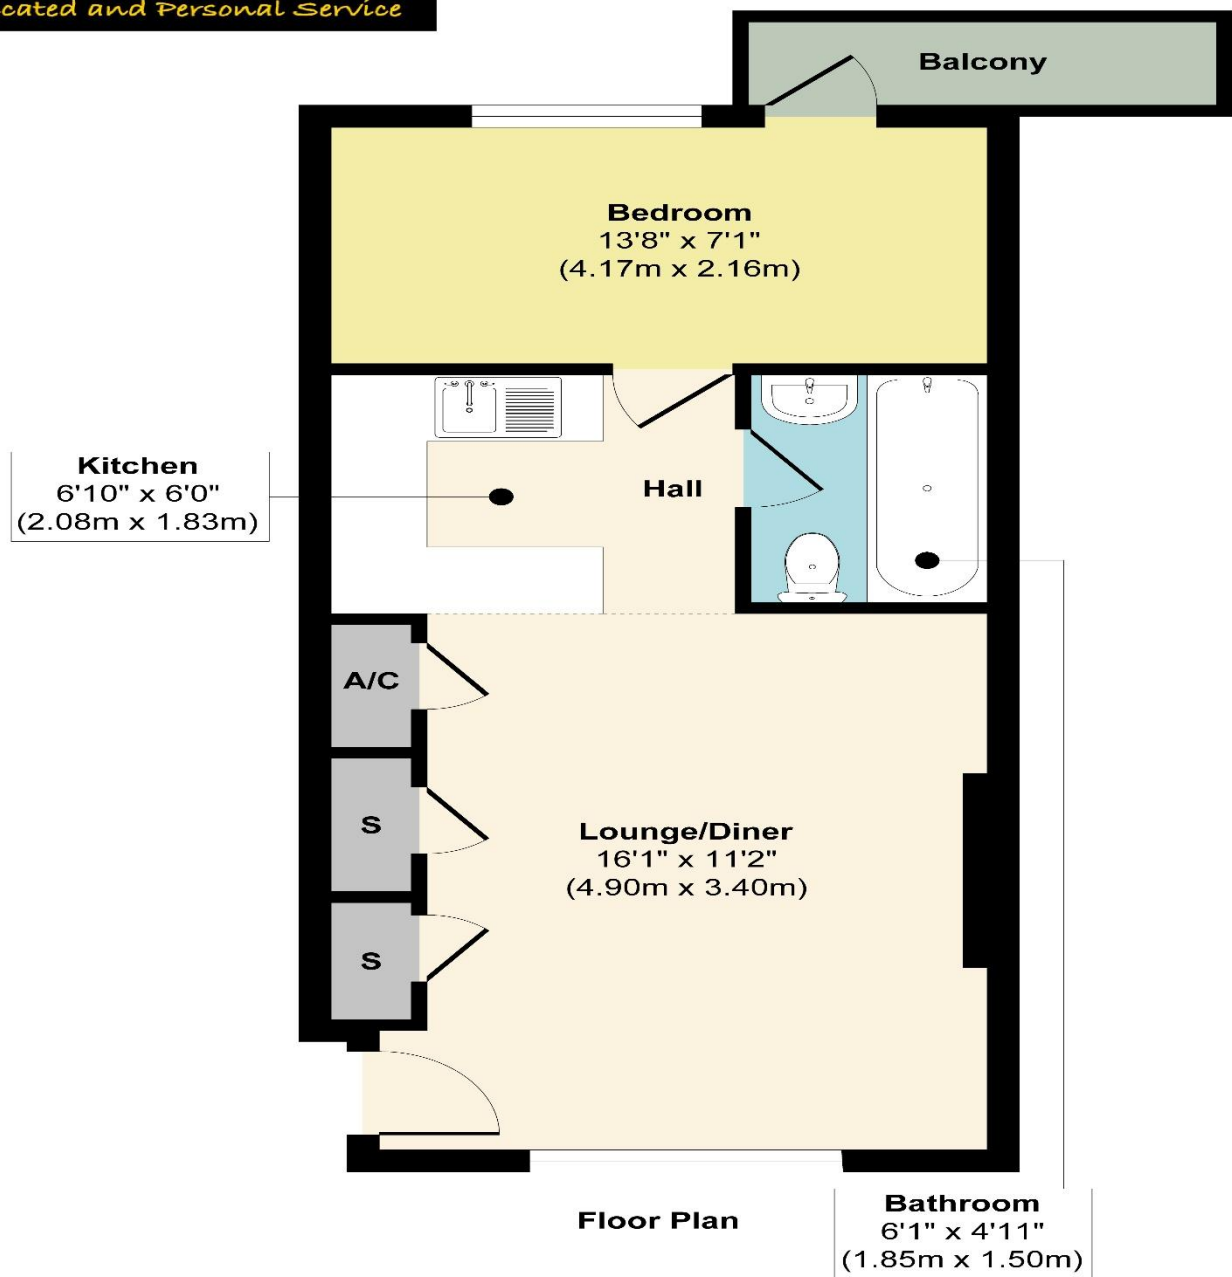 and Personal Service
Balcony
Bedroom
13'8" x 7'1"
(4.17m x 2.16m)
Kitchen
6'10" x 6'0"
(2.08m x 1.83m)
Hall
A/C
S
Lounge/Diner
16'1" x 11'2"
(4.90m x 3.40m)
S
Floor Plan
Bathroom
6'1" x 4'11"
(1.85m x 1.50m)